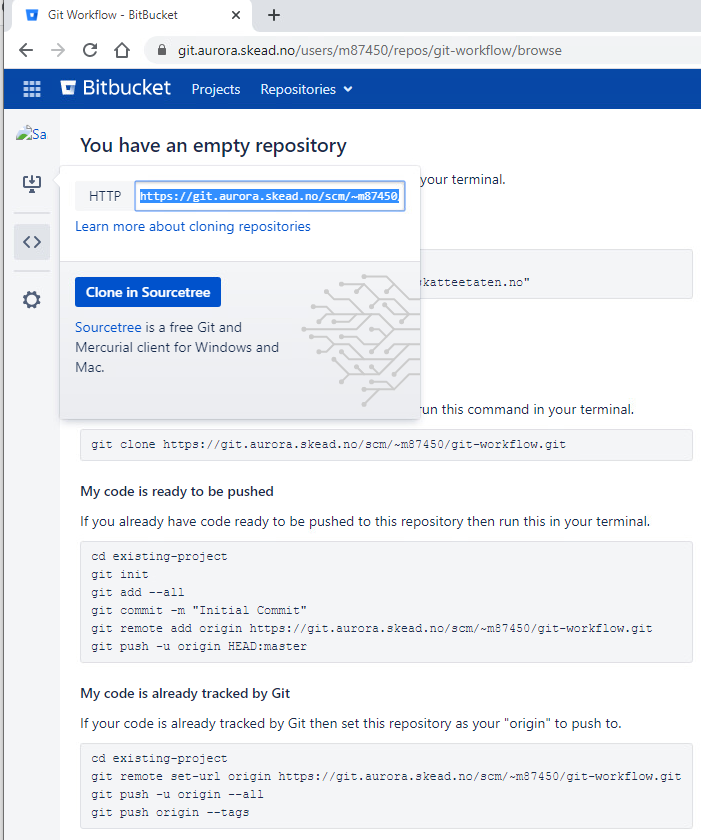 Git Workflow - BitBucket
git.aurora.skead.no/users/m87450/repos/git-workflow/browse
Bitbucket Projects Repositories
Sa
You have an empty repository
your terminal.
HTTP https://git.aurora.skead.no/scm/~m87450/
Learn more about cloning repositories
katteetaten.no"
Clone in Sourcetree
Sourcetree is a free Git and
Mercurial client for Windows and
Mac.
run this command in your terminal.
git clone https://git.aurora.skead.no/scm/~m87450/git-workflow.git
My code is ready to be pushed
If you already have code ready to be pushed to this repository then run this in your terminal.
cd existing-project
git init
git add --all
git commit -m "Initial Commit"
git remote add origin https://git.aurora.skead.no/scm/~m87450/git-workflow.git
git push -u origin HEAD:master
My code is already tracked by Git
If your code is already tracked by Git then set this repository as your "origin" to push to.
cd existing-project
git remote set-url origin https://git.aurora.skead.no/scm/~m87450/git-workflow.git
git push -u origin --all
git push origin --tags